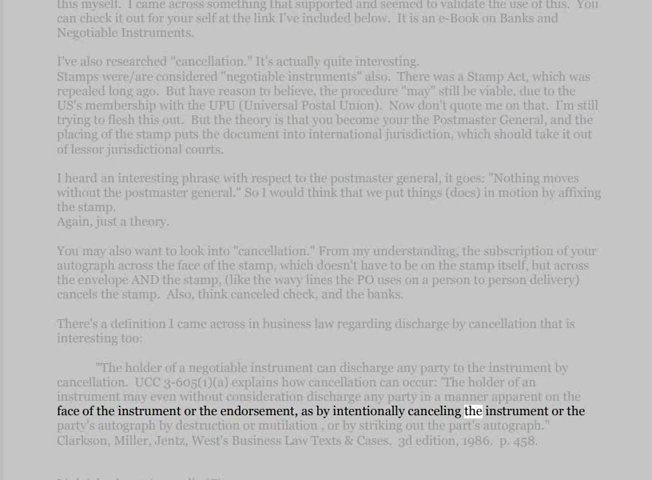 this myself. I came across something that supported and seemed to validate the use of this. You
can check it out for your self at the link I've included below. It is an e-Book on Banks and
Negotiable Instruments.
I've also researched "cancellation." It's actually quite interesting.
Stamps were/are considered "negotiable instruments" also. There was a Stamp Act, which was
repealed long ago. But have reason to believe, the procedure "may" still be viable, due to the
US's membership with the UPU (Universal Postal Union). Now don't quote me on that. I'm still
trying to flesh this out. But the theory is that you become your the Postmaster General, and the
placing of the stamp puts the document into international jurisdiction, which should take it out
of lessor jurisdictional courts.
I heard an interesting phrase with respect to the postmaster general, it goes: "Nothing moves
without the postmaster general." So I would think that we put things (docs) in motion by affixing
the stamp.
Again, just a theory.
You may also want to look into "cancellation." From my understanding, the subscription of your
autograph across the face of the stamp, which doesn't have to be on the stamp itself, but across
the envelope AND the stamp, (like the wavy lines the PO uses on a person to person delivery)
cancels the stamp. Also, think canceled check, and the banks.
There's a definition I came across in business law regarding discharge by cancellation that is
interesting too:
"The holder of a negotiable instrument can discharge any party to the instrument by
cancellation. UCC 3-605(1)(a) explains how cancellation can occur: 'The holder of an
instrument may even without consideration discharge any party in a manner apparent on the
face of the instrument or the endorsement, as by intentionally canceling the instrument or the
party's autograph by destruction or mutilation , or by striking out the part's autograph."
Clarkson, Miller, Jentz, West's Business Law Texts & Cases. 3d edition, 1986. p. 458.